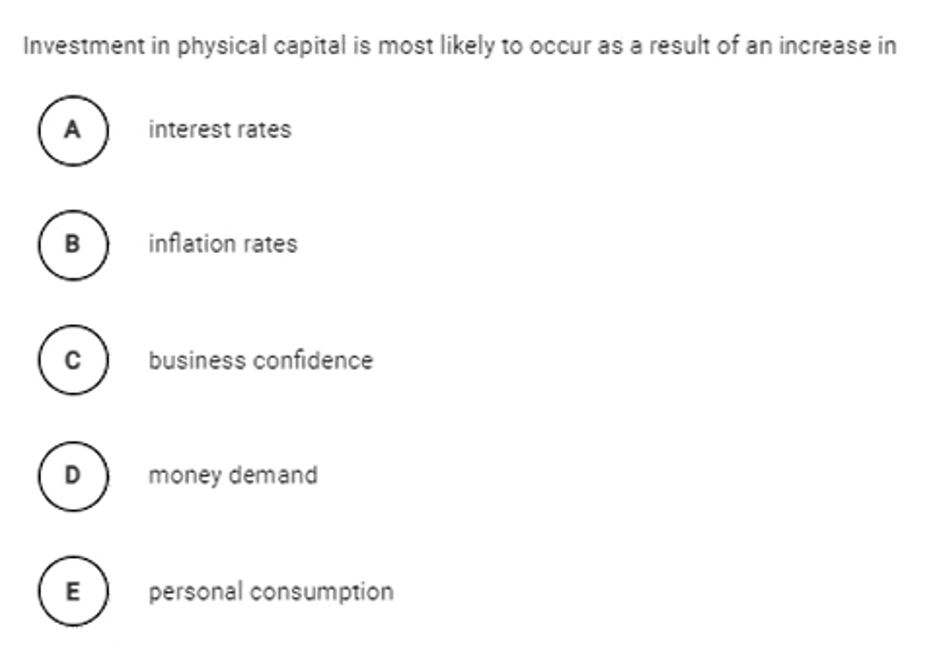 Investment in physical capital is most likely to occur as a result of an increase in
A interest rates
B inflation rates
C business confidence
D money demand
E personal consumption